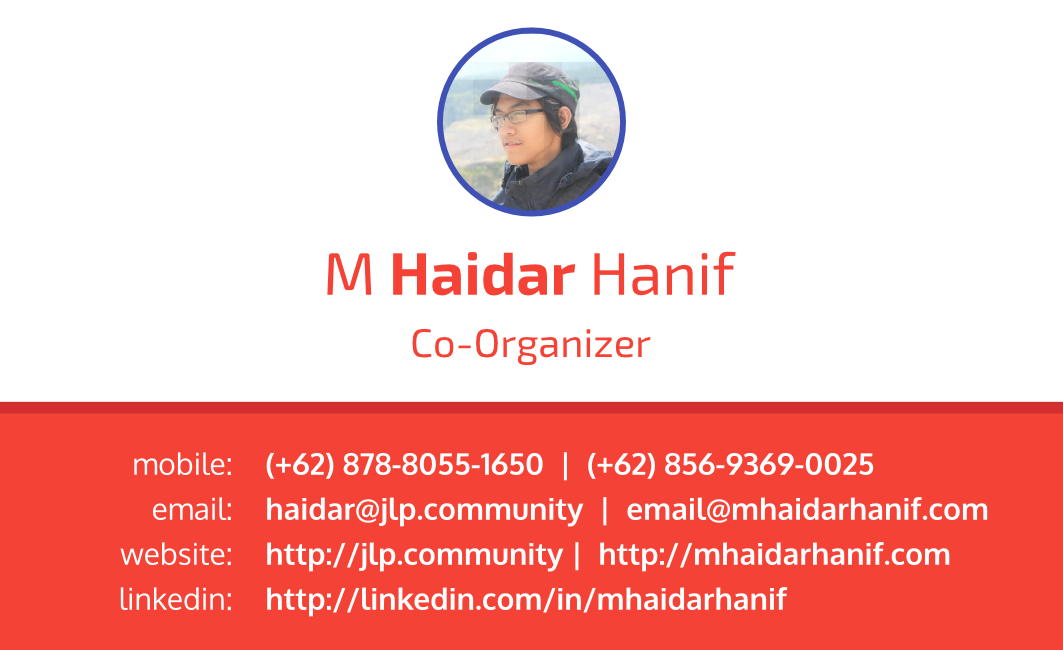 M Haidar Hanif
Co-Organizer
mobile: (+62) 878-8055-1650 | (+62) 856-9369-0025
email: haidar@jlp.community | email@mhaidarhanif.com
website: http://jlp.community | http://mhaidarhanif.com
linkedin: http://linkedin.com/in/mhaidarhanif